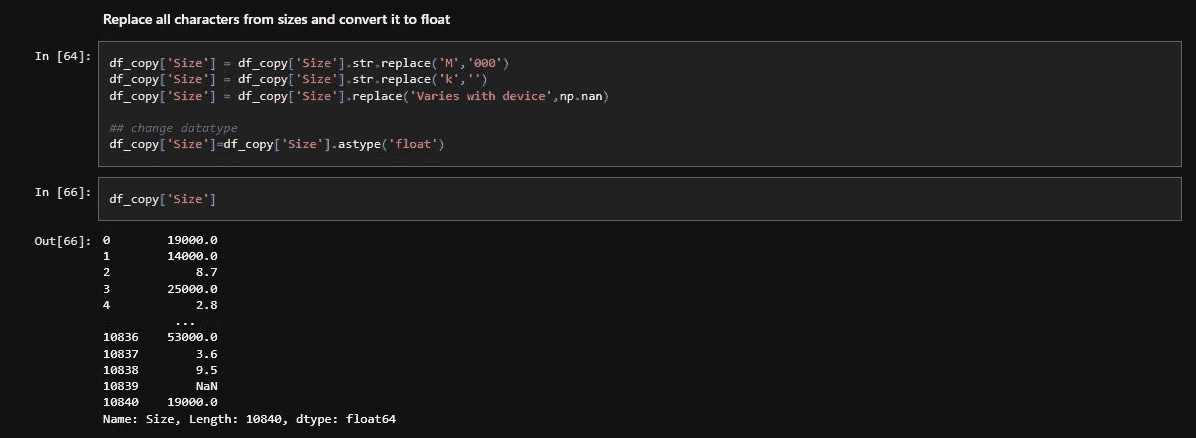 Replace all characters from sizes and convert it to float
In [64]:
df_copy['Size'] = df_copy['Size'].str.replace('M','000')
df_copy['Size'] = df_copy['Size'].str.replace('k','')
df_copy['Size'] = df_copy['Size'].replace('Varies with device',np.nan)
## change datatype
df_copy['Size']=df_copy['Size'].astype('float')
In [66]:
df_copy['Size']
Out[66]:
0        19000.0
1        14000.0
2            8.7
3        25000.0
4            2.8
          ...
10836    53000.0
10837        3.6
10838        9.5
10839        NaN
10840    19000.0
Name: Size, Length: 10840, dtype: float64